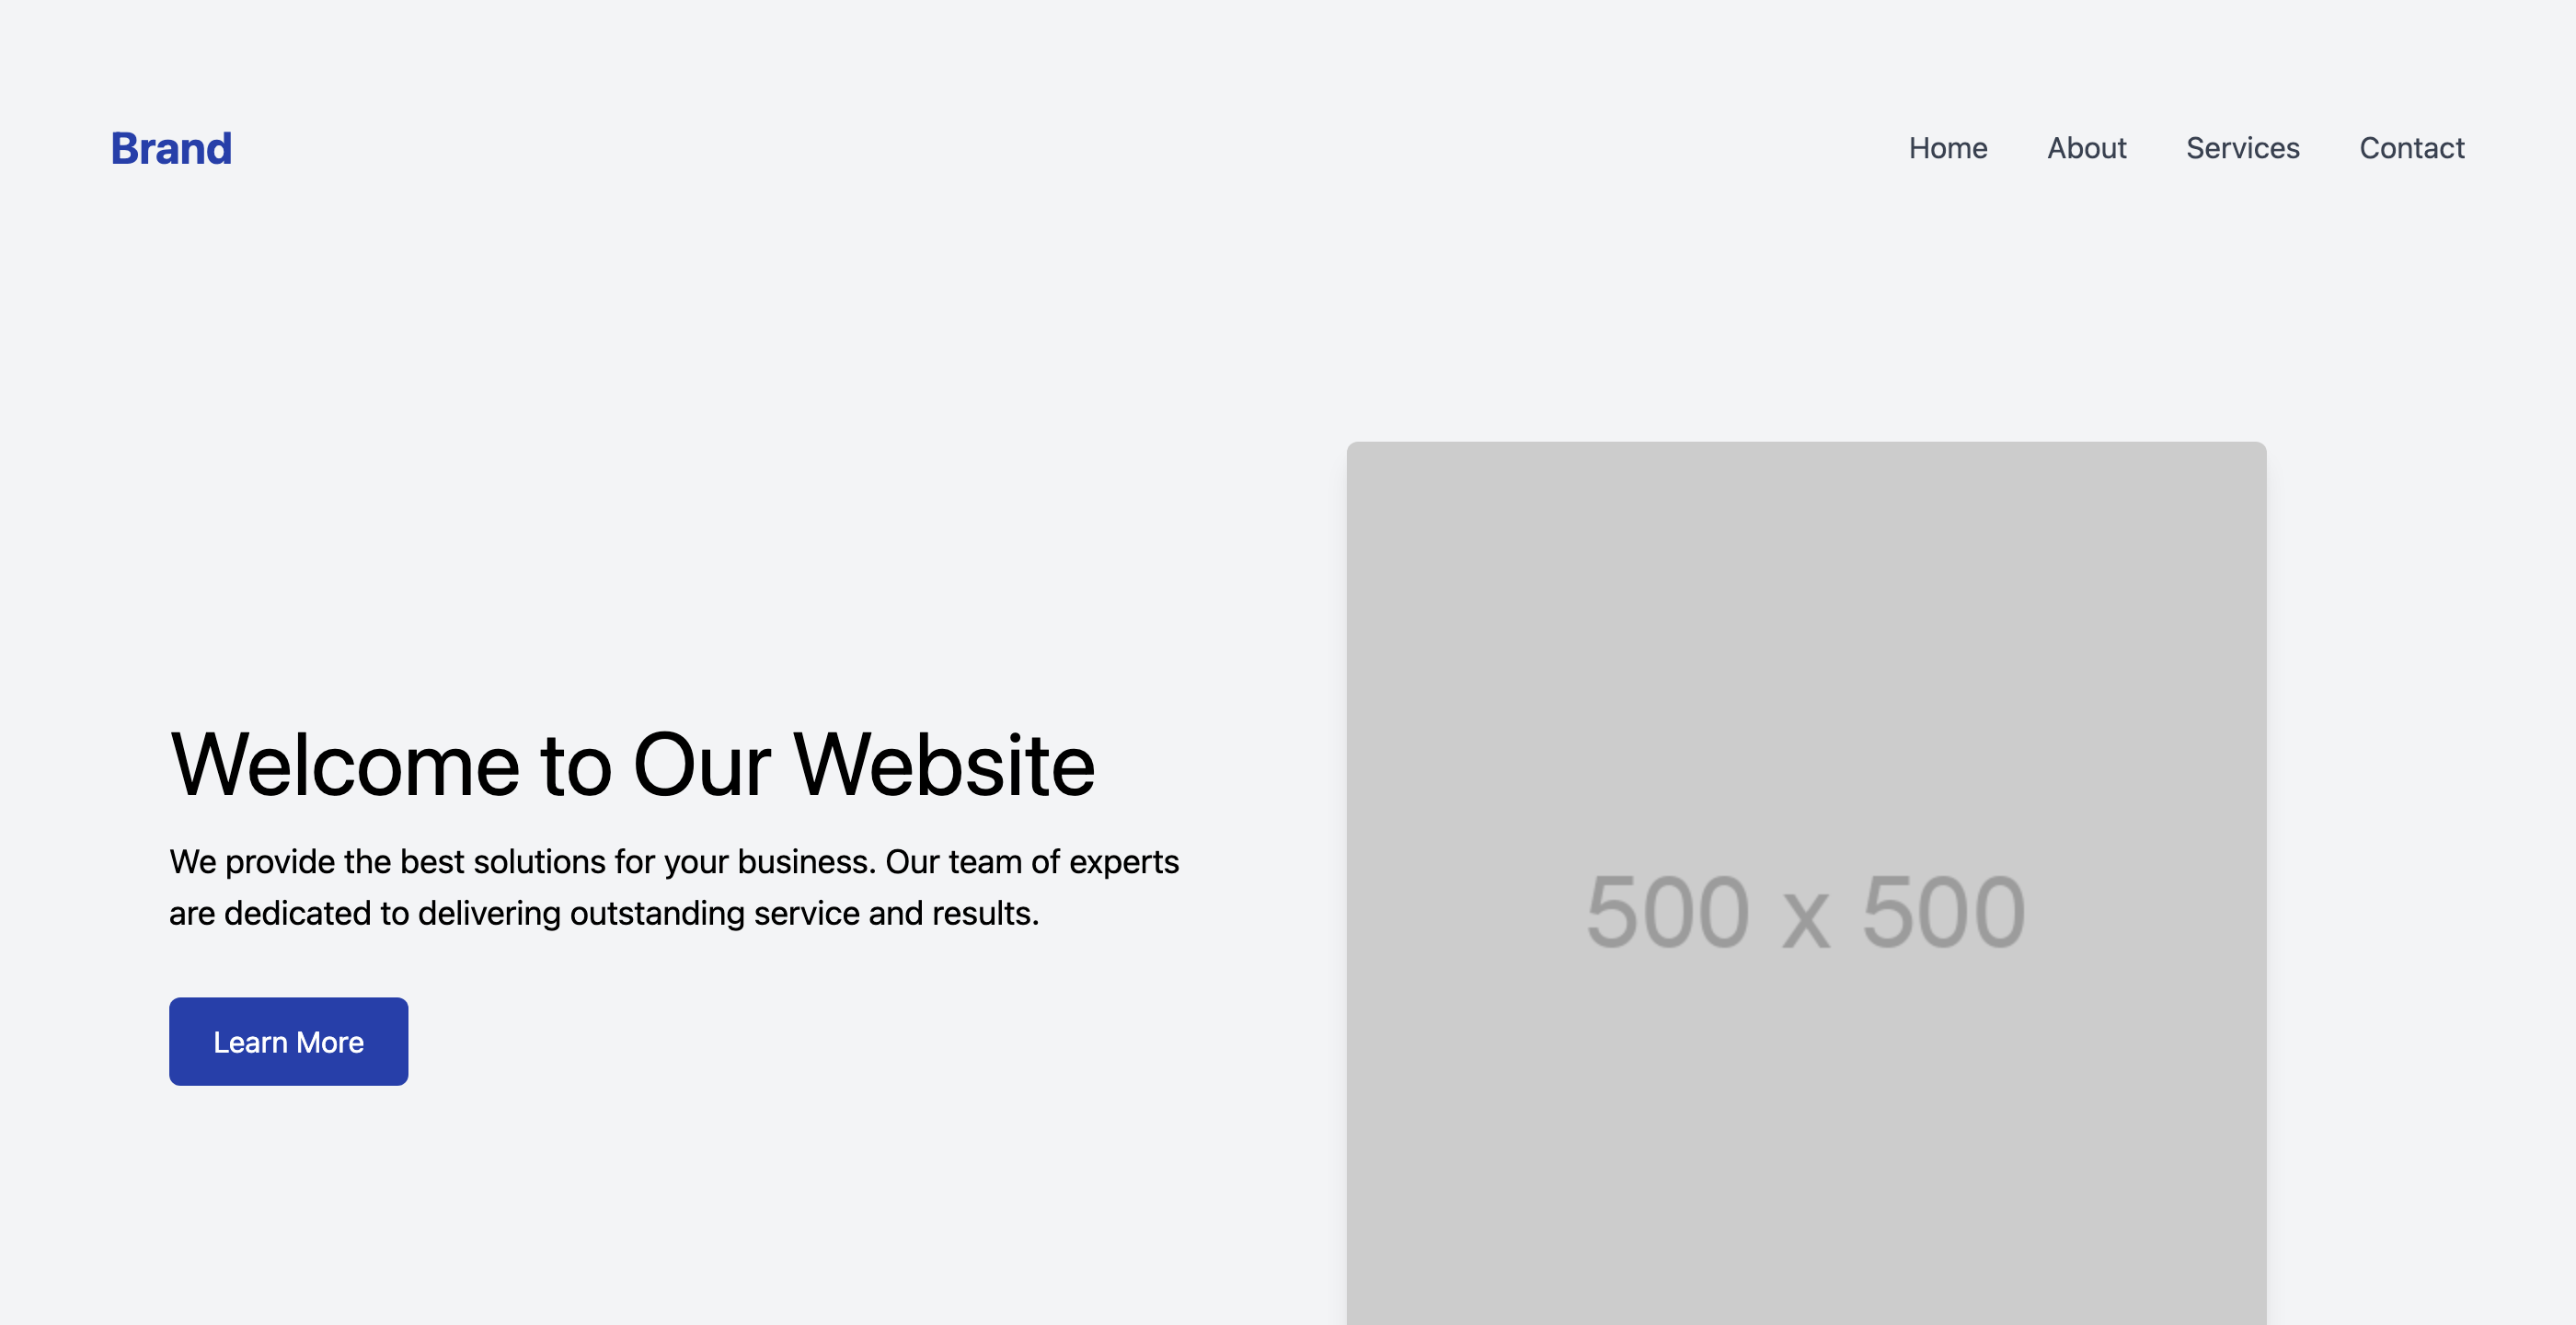 Brand
Home About Services Contact
Welcome to Our Website
We provide the best solutions for your business. Our team of experts
are dedicated to delivering outstanding service and results.
Learn More
500 x 500